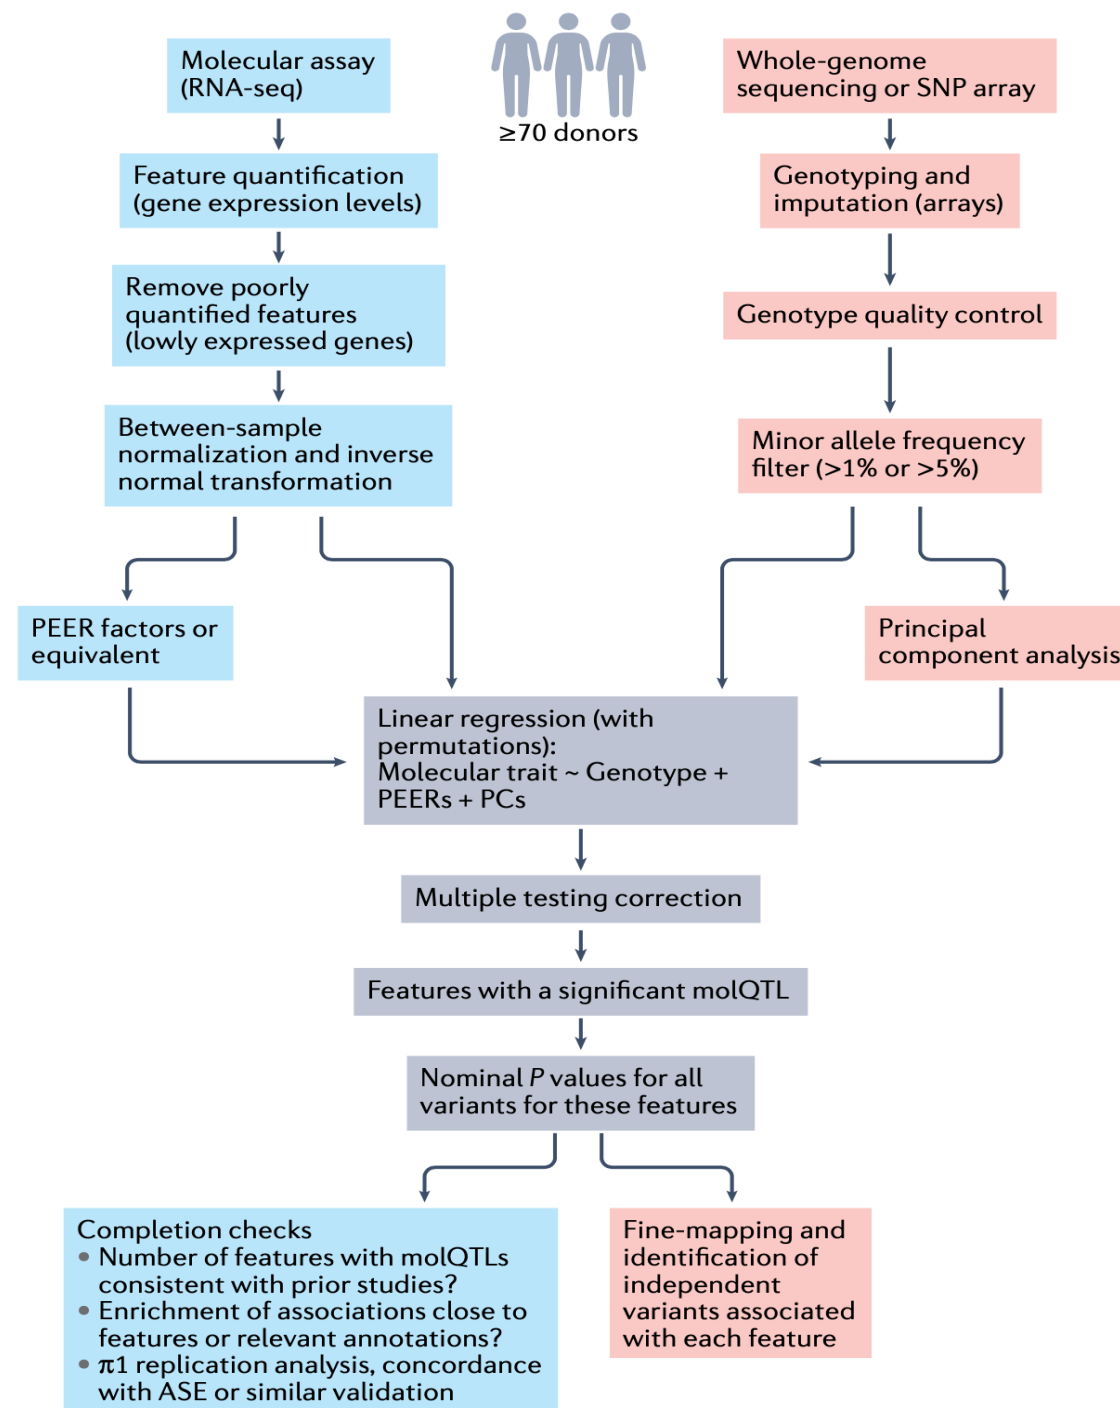 Molecular assay
(RNA-seq)
≥70 donors
Whole-genome
sequencing or SNP array
Feature quantification
(gene expression levels)
Genotyping and
imputation (arrays)
Remove poorly
quantified features
(lowly expressed genes)
Genotype quality control
Between-sample
normalization and inverse
normal transformation
Minor allele frequency
filter (>1% or >5%)
PEER factors or
equivalent
Principal
component analysis
Linear regression (with
permutations):
Molecular trait ~ Genotype +
PEERs + PCs
Multiple testing correction
Features with a significant molQTL
Nominal P values for all
variants for these features
Completion checks
• Number of features with molQTLs
consistent with prior studies?
• Enrichment of associations close to
features or relevant annotations?
• π1 replication analysis, concordance
with ASE or similar validation
Fine-mapping and
identification of
independent
variants associated
with each feature